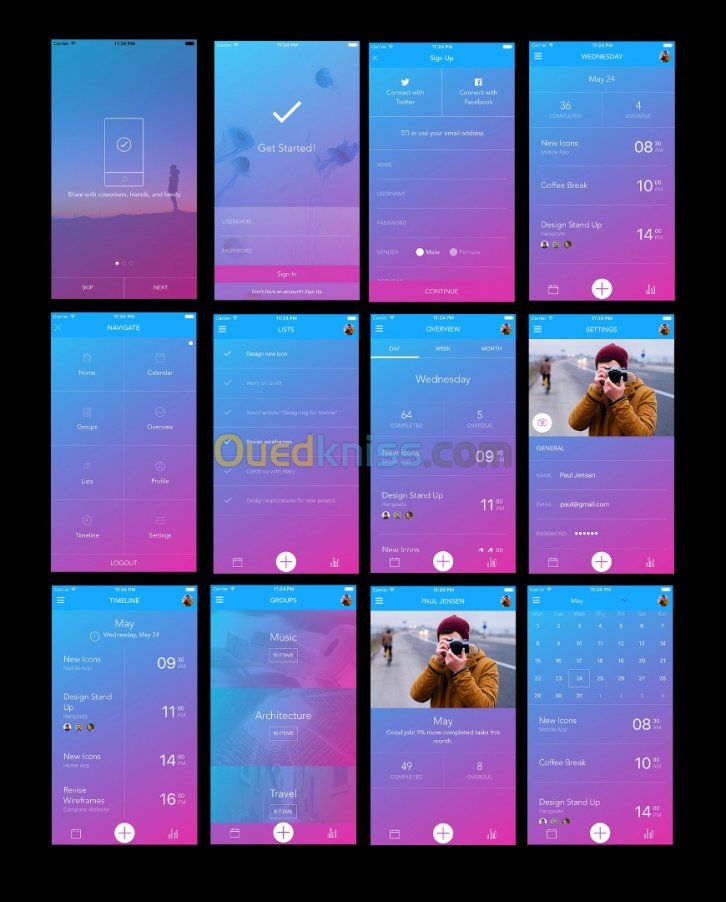 Carrier 11:24 PM
Share with coworkers, friends, and family
SKIP NEXT
Carrier 11:24 PM
Get Started!
USERNAME
PASSWORD
Sign In
Don't have an account? Sign Up
Carrier 11:24 PM
Sign Up
Connect with Twitter
Connect with Facebook
or use your email address
NAME
USERNAME
PASSWORD
GENDER Male Female
CONTINUE
Carrier 11:24 PM
WEDNESDAY
May 24
36 COMPLETED
4 OVERDUE
New Icons
Mobile App
08 30 AM
Coffee Break
10 00 AM
Design Stand Up
Hangouts
14 00 PM
Carrier 11:24 PM
NAVIGATE
Home Calendar
Groups Overview
Lists Profile
Timeline Settings
LOGOUT
Carrier 11:24 PM
LISTS
Design new icon
Work on UI Kit
Read article: "Designing for Mobile"
Revise wireframes
Catch up with Mary
Design explorations for new project
Carrier 11:24 PM
OVERVIEW
DAY WEEK MONTH
Wednesday
64 COMPLETED
5 OVERDUE
New Icons
Mobile App
09 AM
Design Stand Up
Hangouts
11 00 AM
New Icons
Carrier 11:24 PM
SETTINGS
GENERAL
NAME Paul Jensen
EMAIL paul@gmail.com
PASSWORD ••••••
Ouedkniss.com
Carrier 11:24 PM
TIMELINE
May
Wednesday, May 24
New Icons
Mobile App
09 30 AM
Design Stand Up
Hangouts
11 00 AM
New Icons
Home App
14 00 PM
Revise Wireframes
Company Website
16 00 PM
Carrier 11:24 PM
GROUPS
Music
15 ITEMS
Architecture
18 ITEMS
Travel
8 ITEMS
Carrier 11:24 PM
PAUL JENSEN
May
Good job! 9% more completed tasks this month.
49 COMPLETED
8 OVERDUE
Carrier 11:24 PM
May
Mon Tue Wed Thu Fri Sat Sun
1 2 3 4 5 6 7
8 9 10 11 12 13 14
15 16 17 18 19 20 21
22 23 24 25 26 27 28
29 30 31 1 2 3 4
New Icons
Mobile App
08 30 AM
Coffee Break
10 00 AM
Design Stand Up
Hangouts
14 00 PM